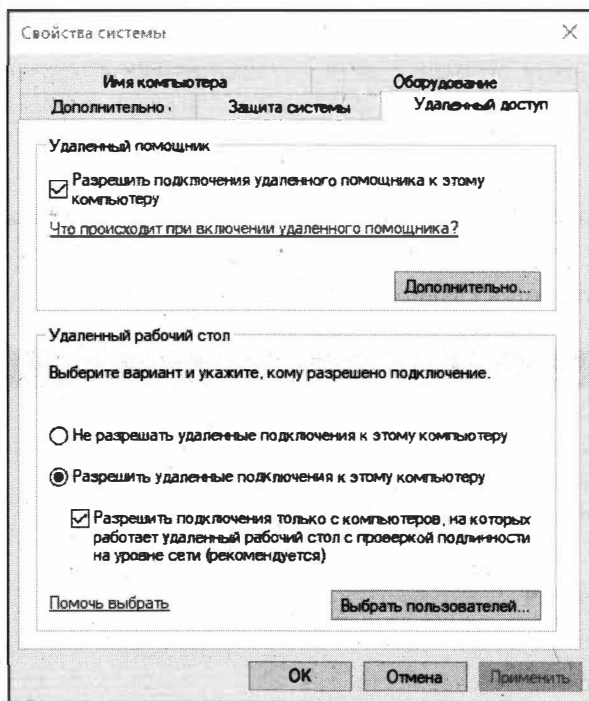 Свойства системы
Имя компьютера
Оборудование
Дополнительно
Защита системы
Удаленный доступ
Удаленный помощник
Разрешить подключения удаленного помощника к этому
компьютеру
Что происходит при включении удаленного помощника?
Дополнительно...
Удаленный рабочий стол
Выберите вариант и укажите, кому разрешено подключение.
Не разрешать удаленные подключения к этому компьютеру
Разрешить удаленные подключения к этому компьютеру
Разрешить подключения только с компьютеров, на которых
работает удаленный рабочий стол с проверкой подлинности
на уровне сети (рекомендуется)
Помочь выбрать
Выбрать пользователей...
ОК
Отмена
Применить